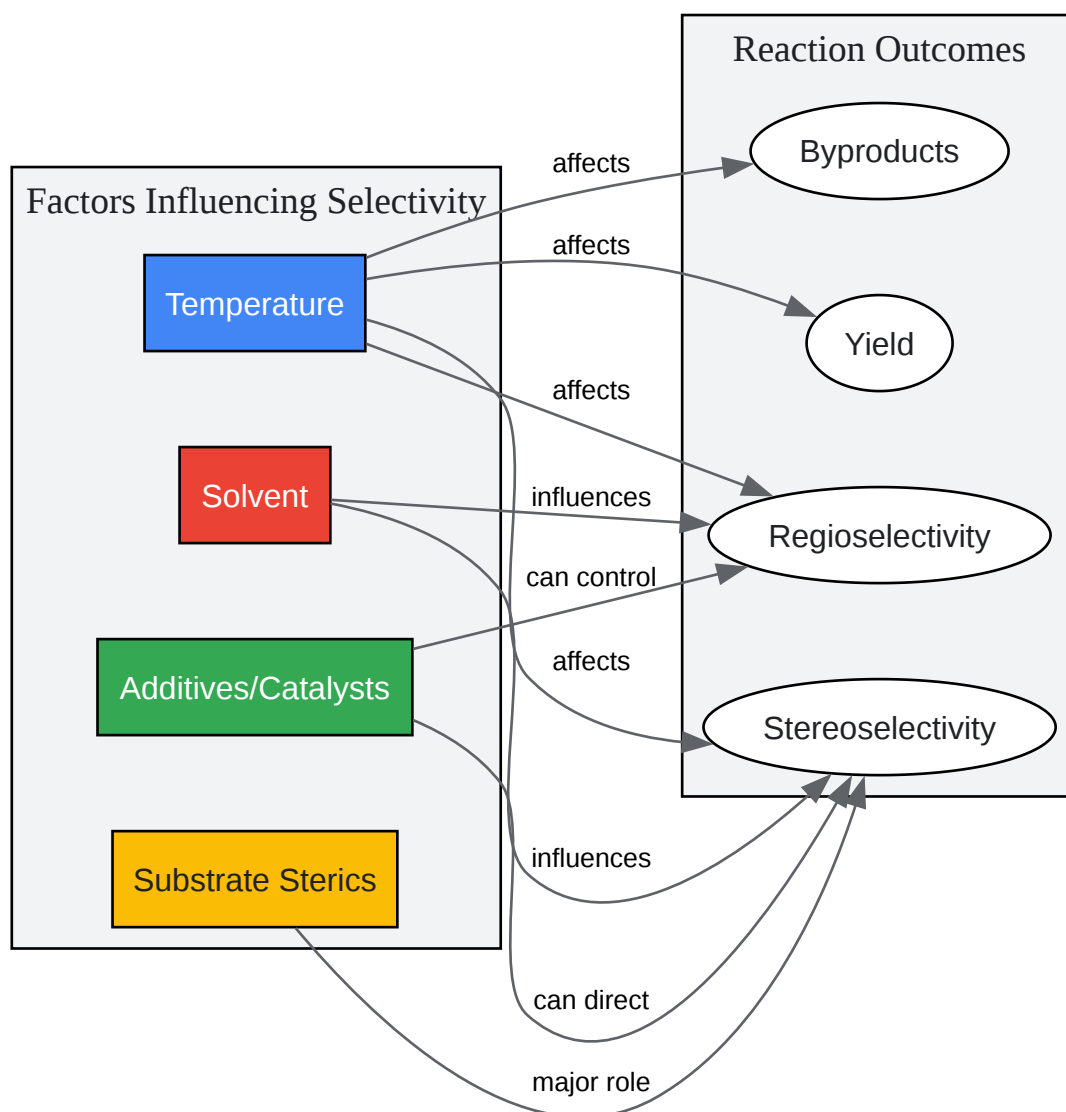 Reaction Outcomes
Byproducts
affects
Factors Influencing Selectivity
affects
Temperature
Yield
affects
Solvent
influences
Regioselectivity
can control
affects
Additives/Catalysts
Stereoselectivity
influences
Substrate Sterics
can direct
major role